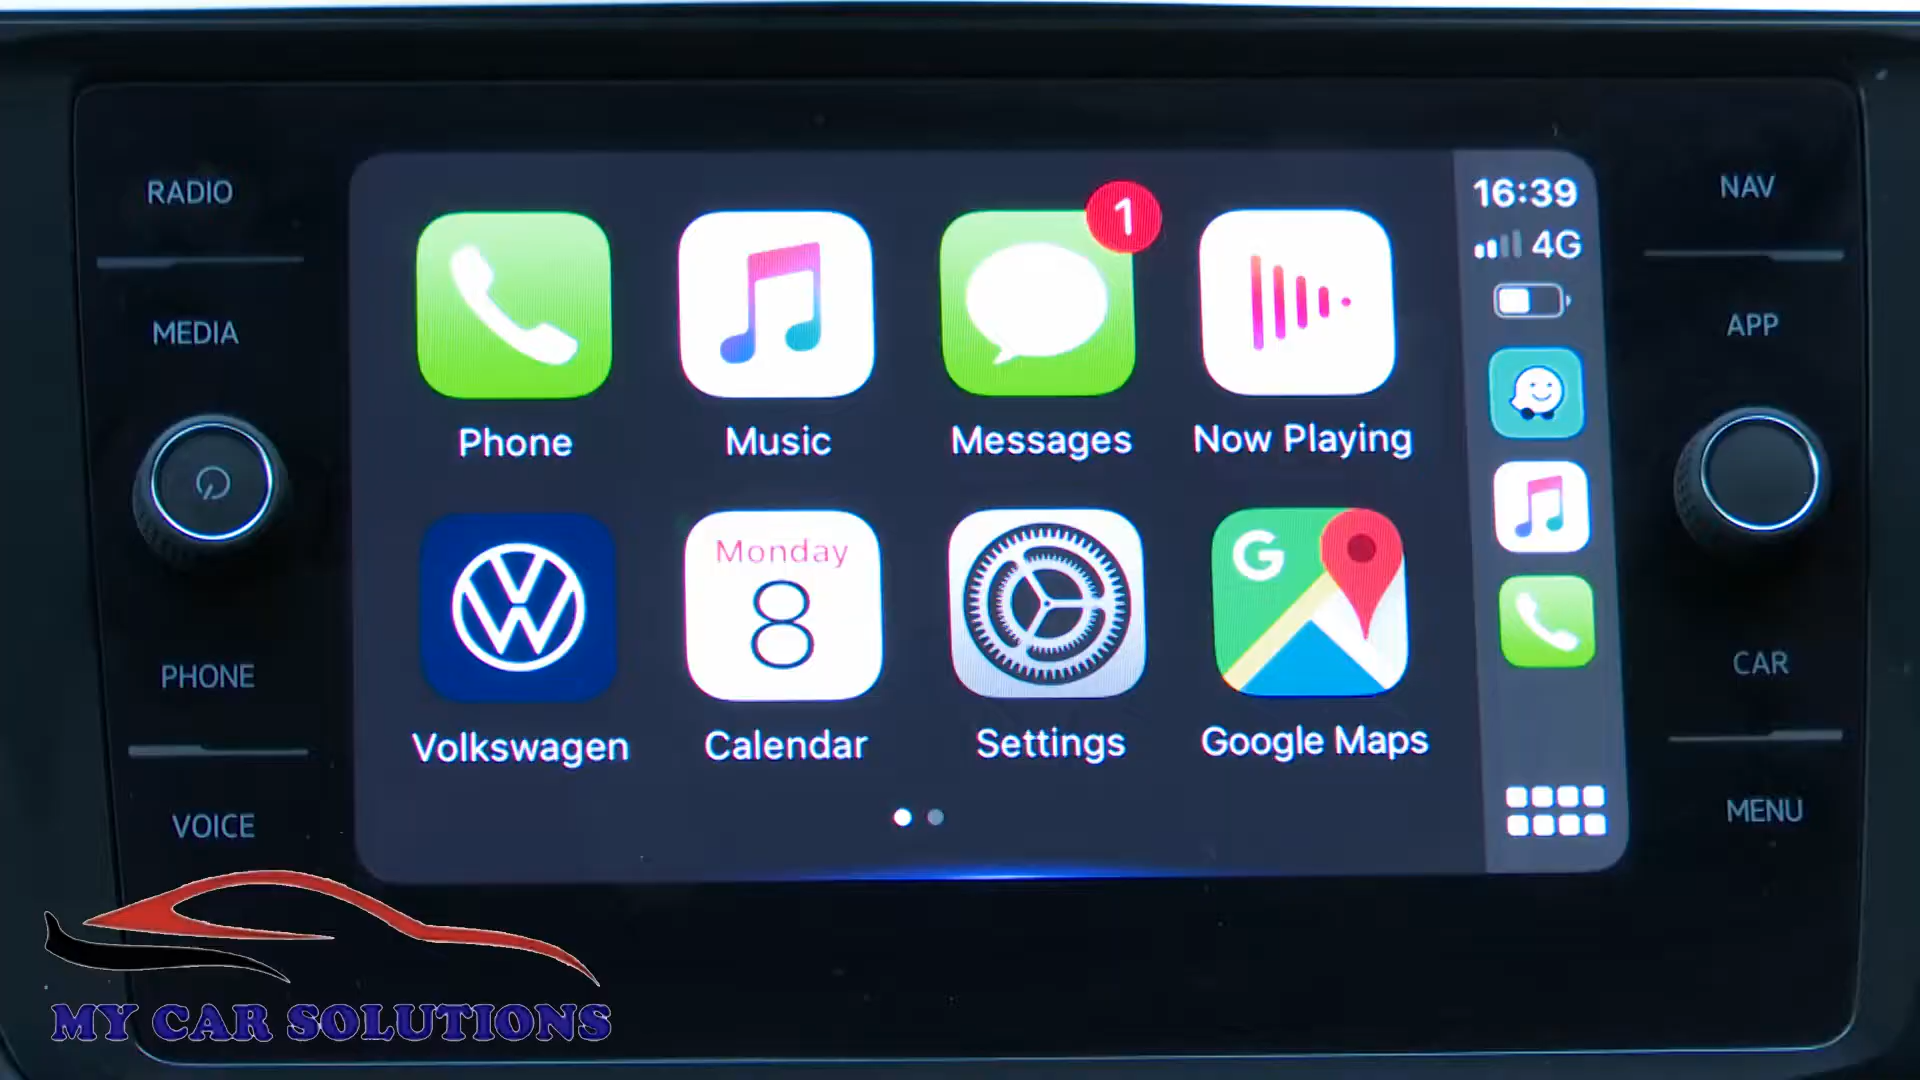 RADIO
MEDIA
PHONE
VOICE
1
Phone
Music
Messages
Now Playing
Monday
8
G
Volkswagen
Calendar
Settings
Google Maps
16:39
4G
NAV
APP
CAR
MENU
MY CAR SOLUTIONS